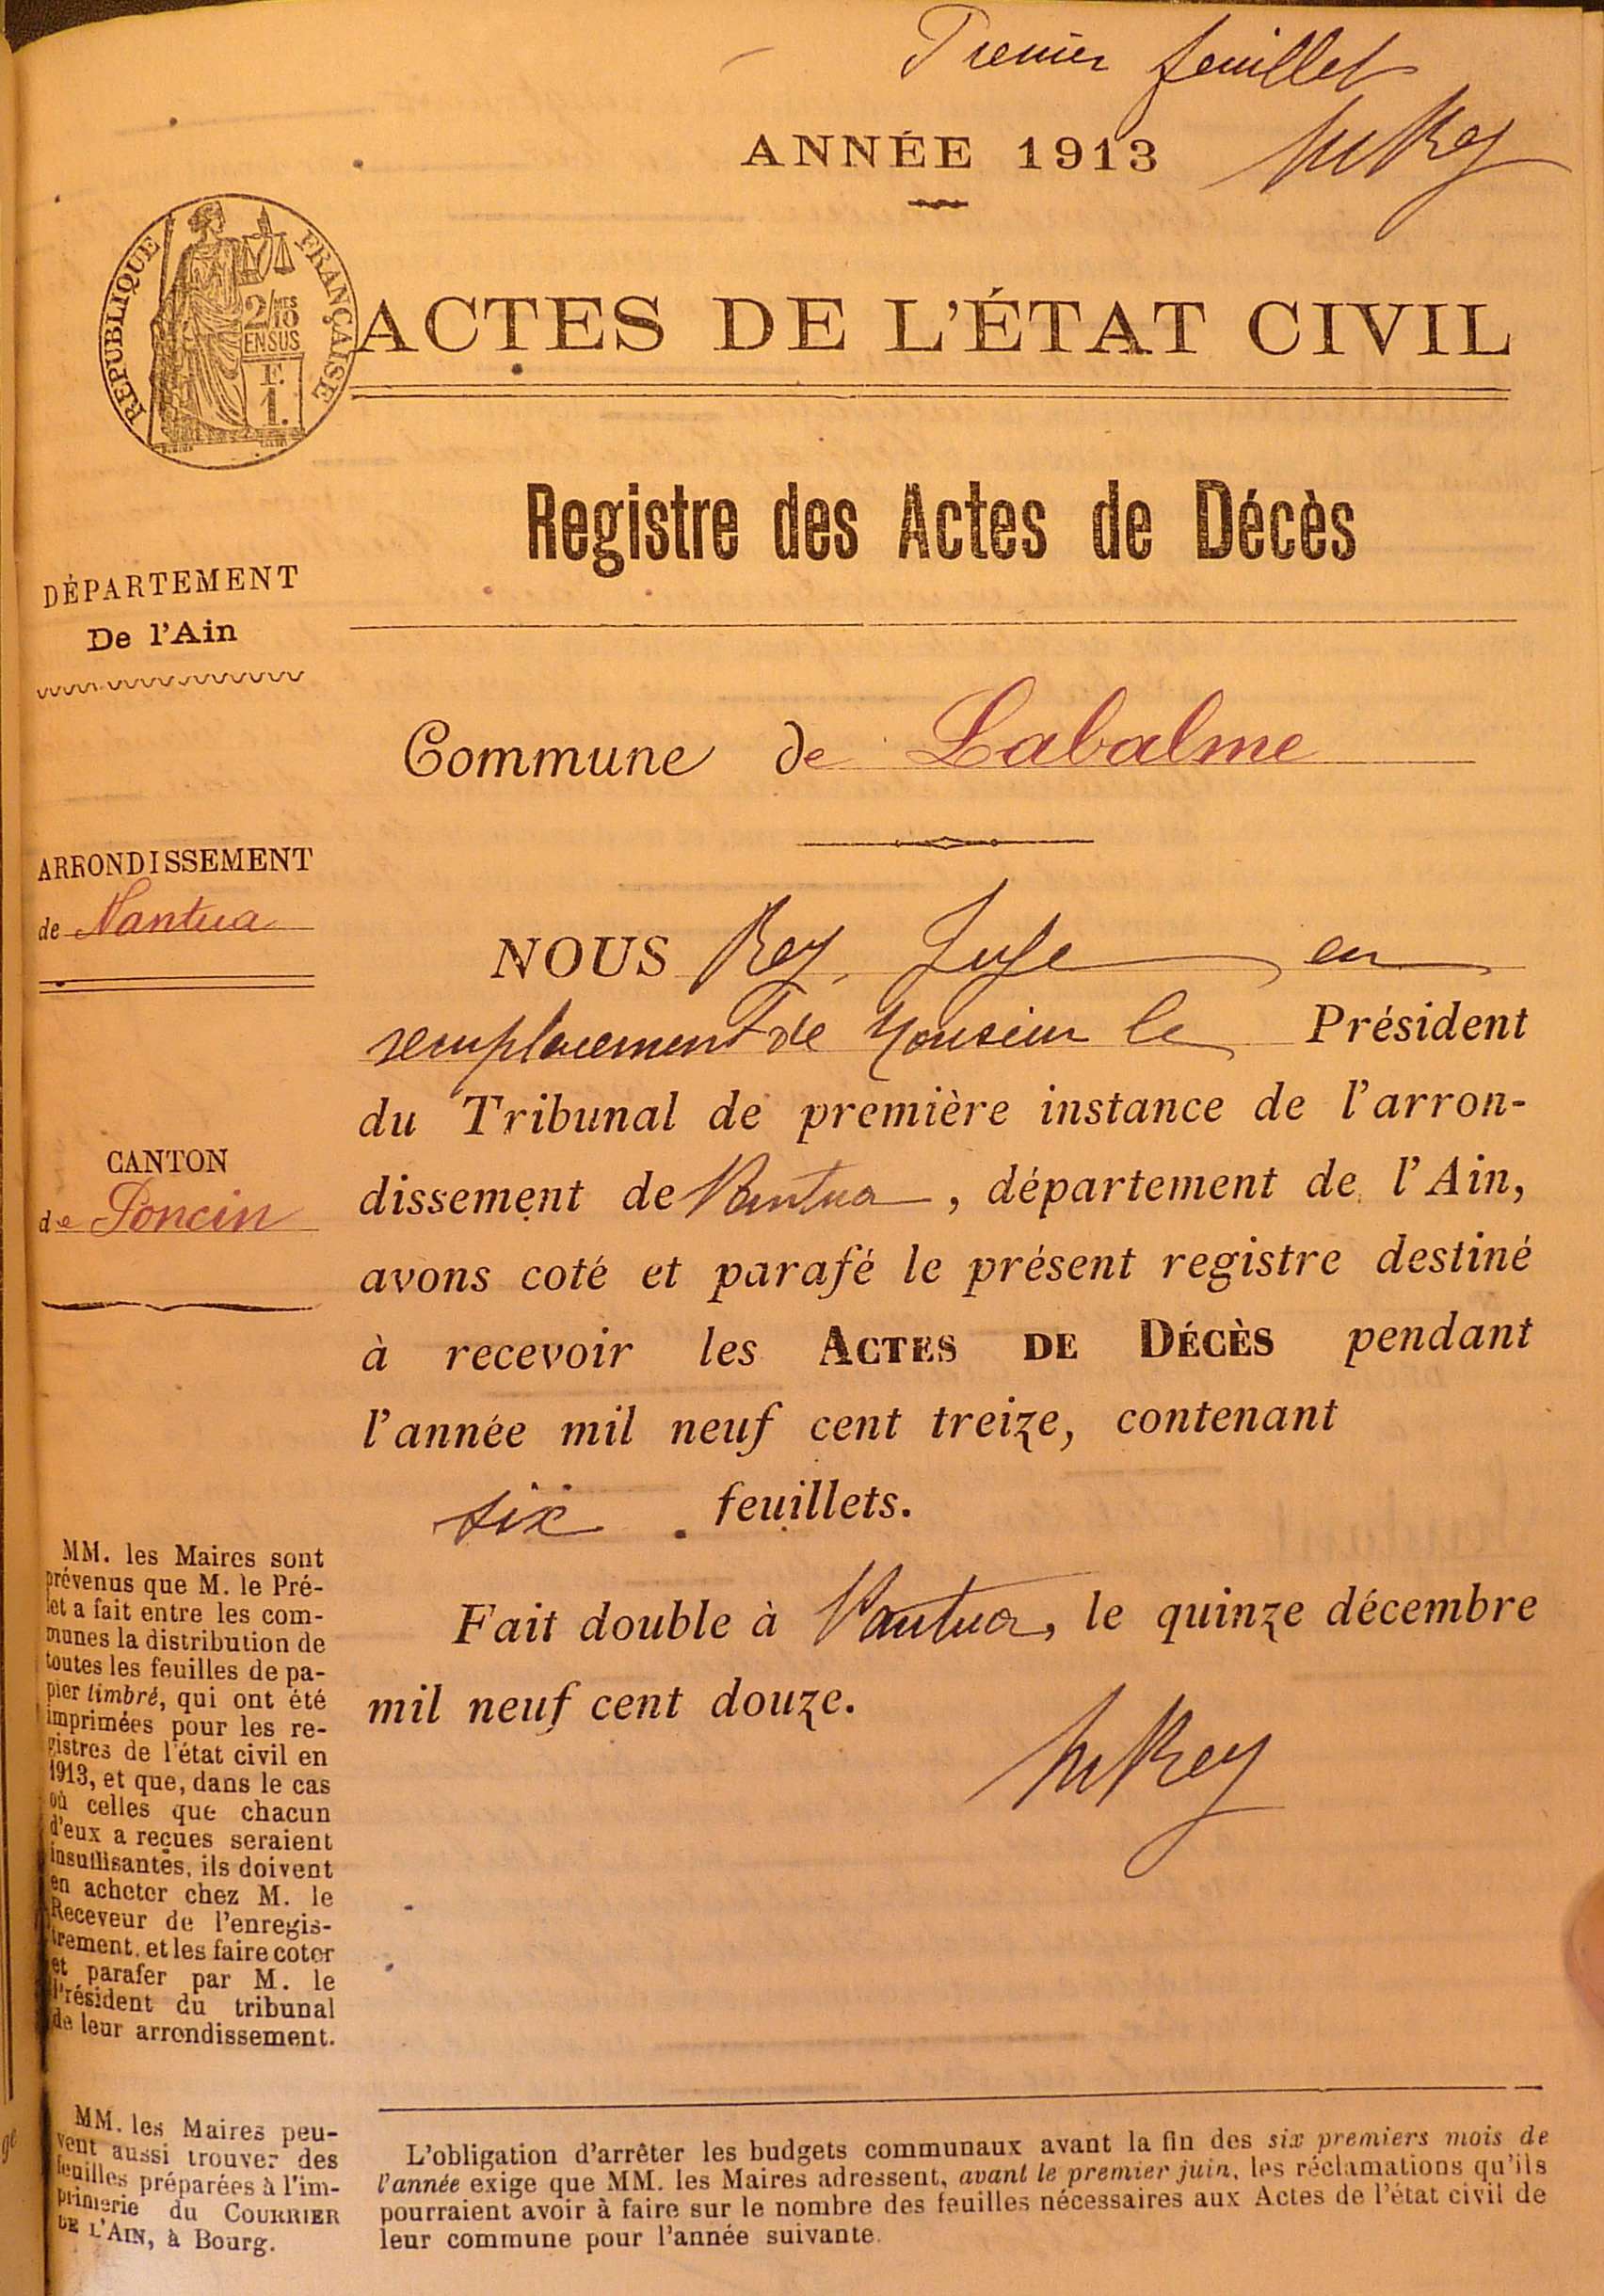 Premier feuillet
ANNÉE 1913
MRey
RÉPUBLIQUE FRANÇAISE
2/MES
10
EN SUS
F.
1.
ACTES DE L'ÉTAT CIVIL
Registre des Actes de Décès
DÉPARTEMENT
De l'Ain
Commune de Labalme
ARRONDISSEMENT
de Nantua
CANTON
de Poncin
NOUS Rey, Juge en
remplacement de Monsieur le Président
du Tribunal de première instance de l'arron-
dissement de Nantua, département de l'Ain,
avons coté et parafé le présent registre destiné
à recevoir les ACTES DE DÉCÈS pendant
l'année mil neuf cent treize, contenant
six feuillets.
Fait double à Nantua, le quinze décembre
mil neuf cent douze.
MRey
MM. les Maires sont
prévenus que M. le Pré-
fet a fait entre les com-
munes la distribution de
toutes les feuilles de pa-
pier timbré, qui ont été
imprimées pour les re-
gistres de l'état civil en
1913, et que, dans le cas
où celles que chacun
d'eux a reçues seraient
insuffisantes, ils doivent
en acheter chez M. le
Receveur de l'enregis-
trement, et les faire coter
et parafer par M. le
Président du tribunal
de leur arrondissement.
MM. les Maires peu-
vent aussi trouver des
feuilles préparées à l'im-
primerie du COURRIER
DE L'AIN, à Bourg.
L'obligation d'arrêter les budgets communaux avant la fin des six premiers mois de
l'année exige que MM. les Maires adressent, avant le premier juin, les réclamations qu'ils
pourraient avoir à faire sur le nombre des feuilles nécessaires aux Actes de l'état civil de
leur commune pour l'année suivante.